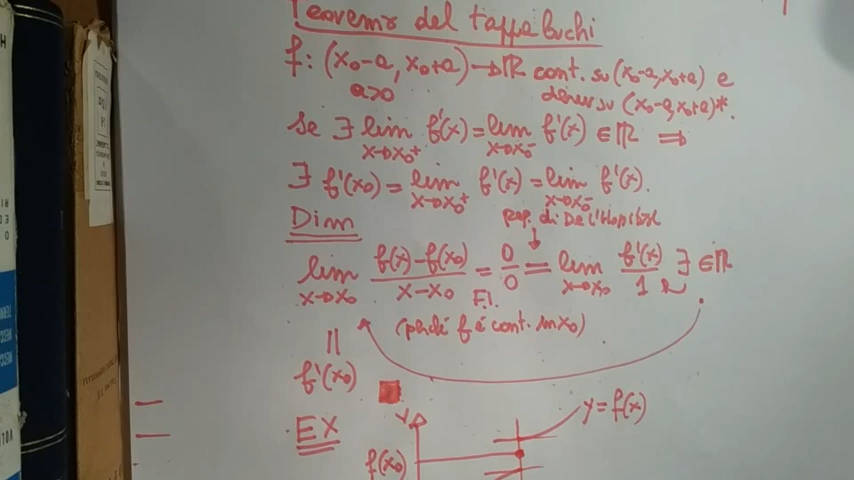 Teorema del tappabuchi
f: (x₀-a, x₀+a) → ℝ cont. su (x₀-a, x₀+a) e
a>0 deriv su (x₀-a, x₀+a)*.
Se ∃ lim f'(x) = lim f'(x) ∈ ℝ ⟹
x→x₀⁺ x→x₀⁻
∃ f'(x₀) = lim f'(x) = lim f'(x).
x→x₀⁺ x→x₀⁻
Dim
di De l'Hopital
lim f(x)-f(x₀) / x-x₀ = 0/0 = lim f'(x)/1 ∃ ∈ ℝ
x→x₀ F.I. x→x₀
(perché f è cont. in x₀)
||
f'(x₀)
EX
y
y = f(x)
f(x₀)